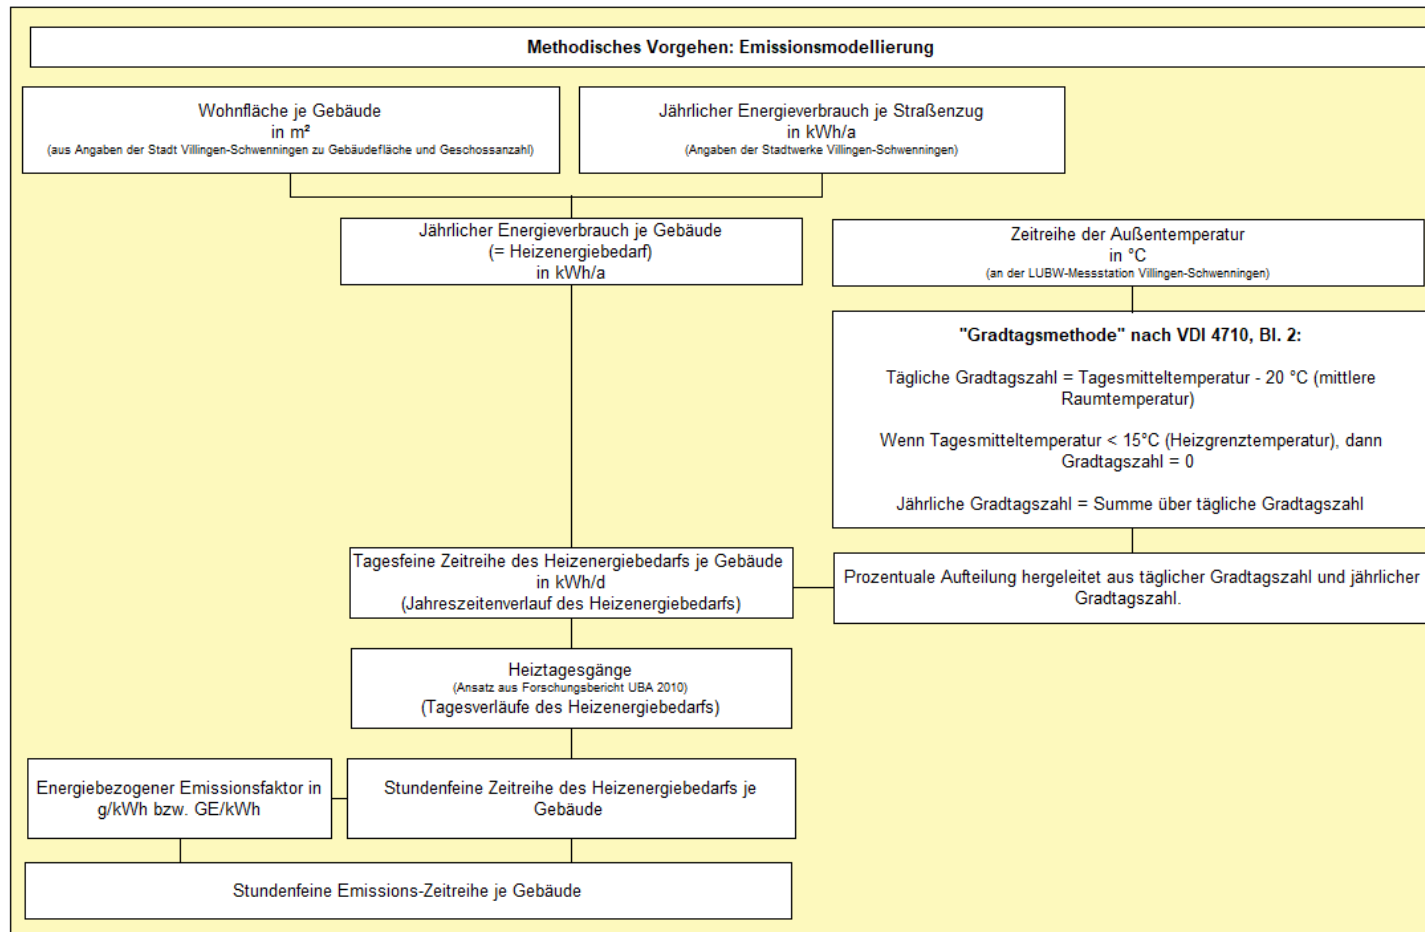 Methodisches Vorgehen: Emissionsmodellierung
Wohnfläche je Gebäude
in m²
(aus Angaben der Stadt Villingen-Schwenningen zu Gebäudefläche und Geschossanzahl)
Jährlicher Energieverbrauch je Straßenzug
in kWh/a
(Angaben der Stadtwerke Villingen-Schwenningen)
Jährlicher Energieverbrauch je Gebäude
(= Heizenergiebedarf)
in kWh/a
Zeitreihe der Außentemperatur
in °C
(an der LUBW-Messstation Villingen-Schwenningen)
"Gradtagsmethode" nach VDI 4710, Bl. 2:
Tägliche Gradtagszahl = Tagesmitteltemperatur - 20 °C (mittlere
Raumtemperatur)
Wenn Tagesmitteltemperatur < 15°C (Heizgrenztemperatur), dann
Gradtagszahl = 0
Jährliche Gradtagszahl = Summe über tägliche Gradtagszahl
Tagesfeine Zeitreihe des Heizenergiebedarfs je Gebäude
in kWh/d
(Jahreszeitenverlauf des Heizenergiebedarfs)
Prozentuale Aufteilung hergeleitet aus täglicher Gradtagszahl und jährlicher
Gradtagszahl.
Heiztagesgänge
(Ansatz aus Forschungsbericht UBA 2010)
(Tagesverläufe des Heizenergiebedarfs)
Energiebezogener Emissionsfaktor in
g/kWh bzw. GE/kWh
Stundenfeine Zeitreihe des Heizenergiebedarfs je
Gebäude
Stundenfeine Emissions-Zeitreihe je Gebäude